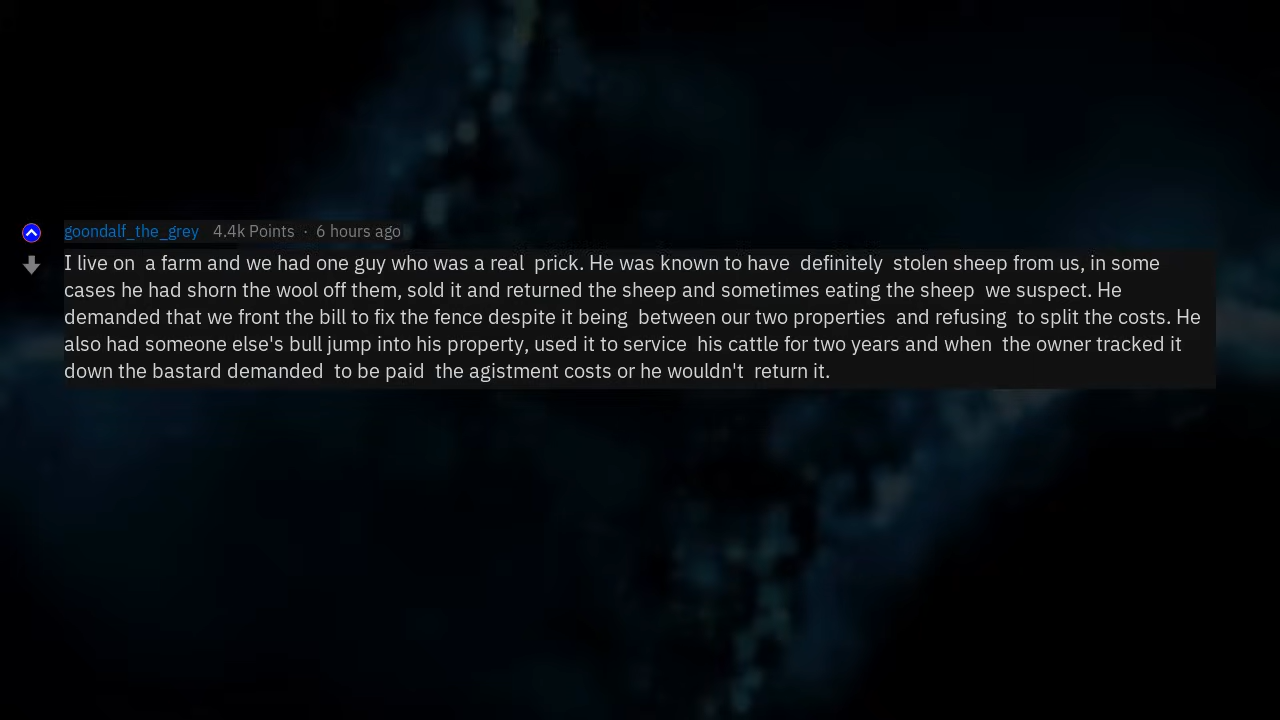 goondalf_the_grey 4.4k Points · 6 hours ago
I live on a farm and we had one guy who was a real prick. He was known to have definitely stolen sheep from us, in some
cases he had shorn the wool off them, sold it and returned the sheep and sometimes eating the sheep we suspect. He
demanded that we front the bill to fix the fence despite it being between our two properties and refusing to split the costs. He
also had someone else's bull jump into his property, used it to service his cattle for two years and when the owner tracked it
down the bastard demanded to be paid the agistment costs or he wouldn't return it.